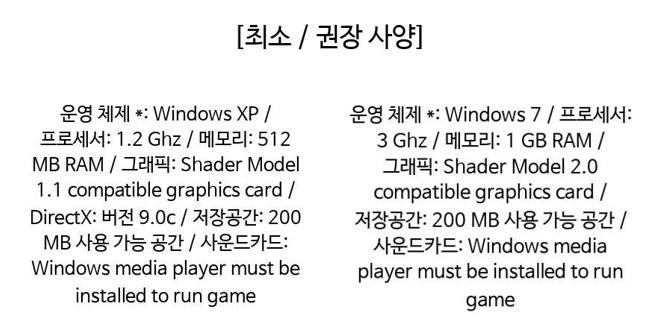 [최소 / 권장 사양]
운영 체제 *: Windows XP /
프로세서: 1.2 Ghz / 메모리: 512
MB RAM / 그래픽: Shader Model
1.1 compatible graphics card /
DirectX: 버전 9.0c / 저장공간: 200
MB 사용 가능 공간 / 사운드카드:
Windows media player must be
installed to run game
운영 체제 *: Windows 7 / 프로세서:
3 Ghz / 메모리: 1 GB RAM /
그래픽: Shader Model 2.0
compatible graphics card /
저장공간: 200 MB 사용 가능 공간 /
사운드카드: Windows media
player must be installed to run
game